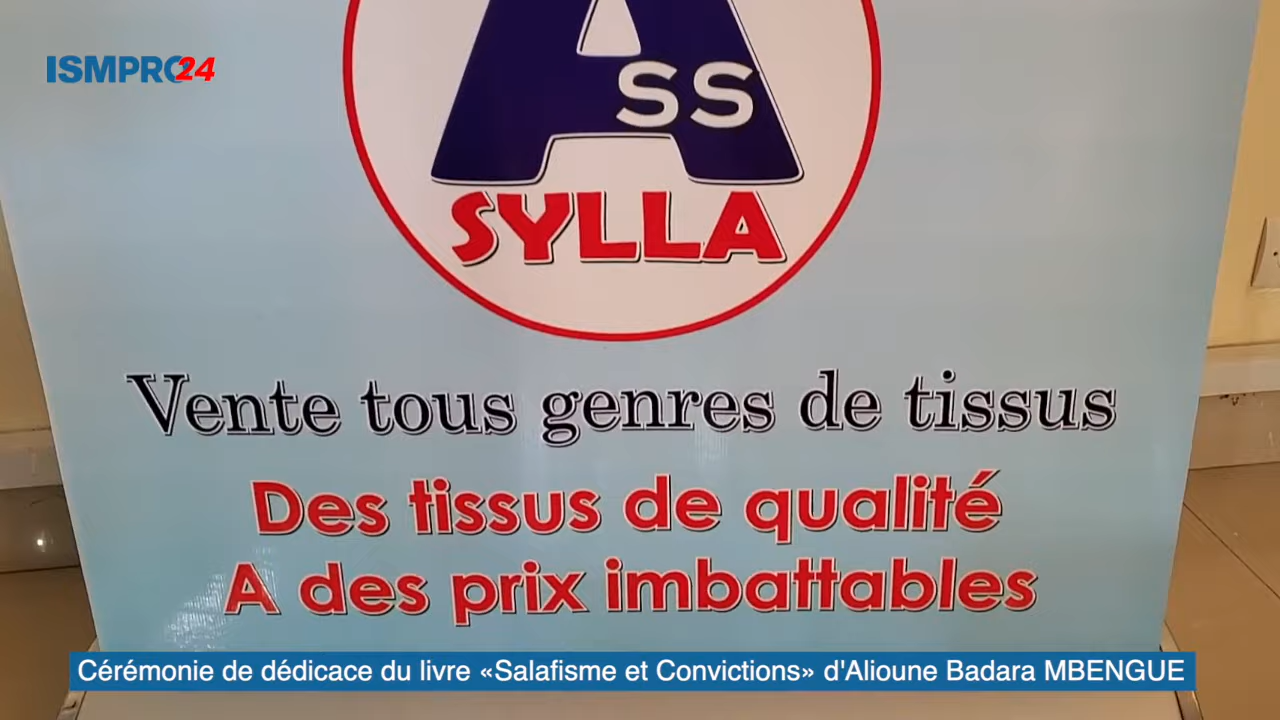 ISMPRO24
Ass
SYLLA
Vente tous genres de tissus
Des tissus de qualité
A des prix imbattables
Cérémonie de dédicace du livre «Salafisme et Convictions» d'Alioune Badara MBENGUE